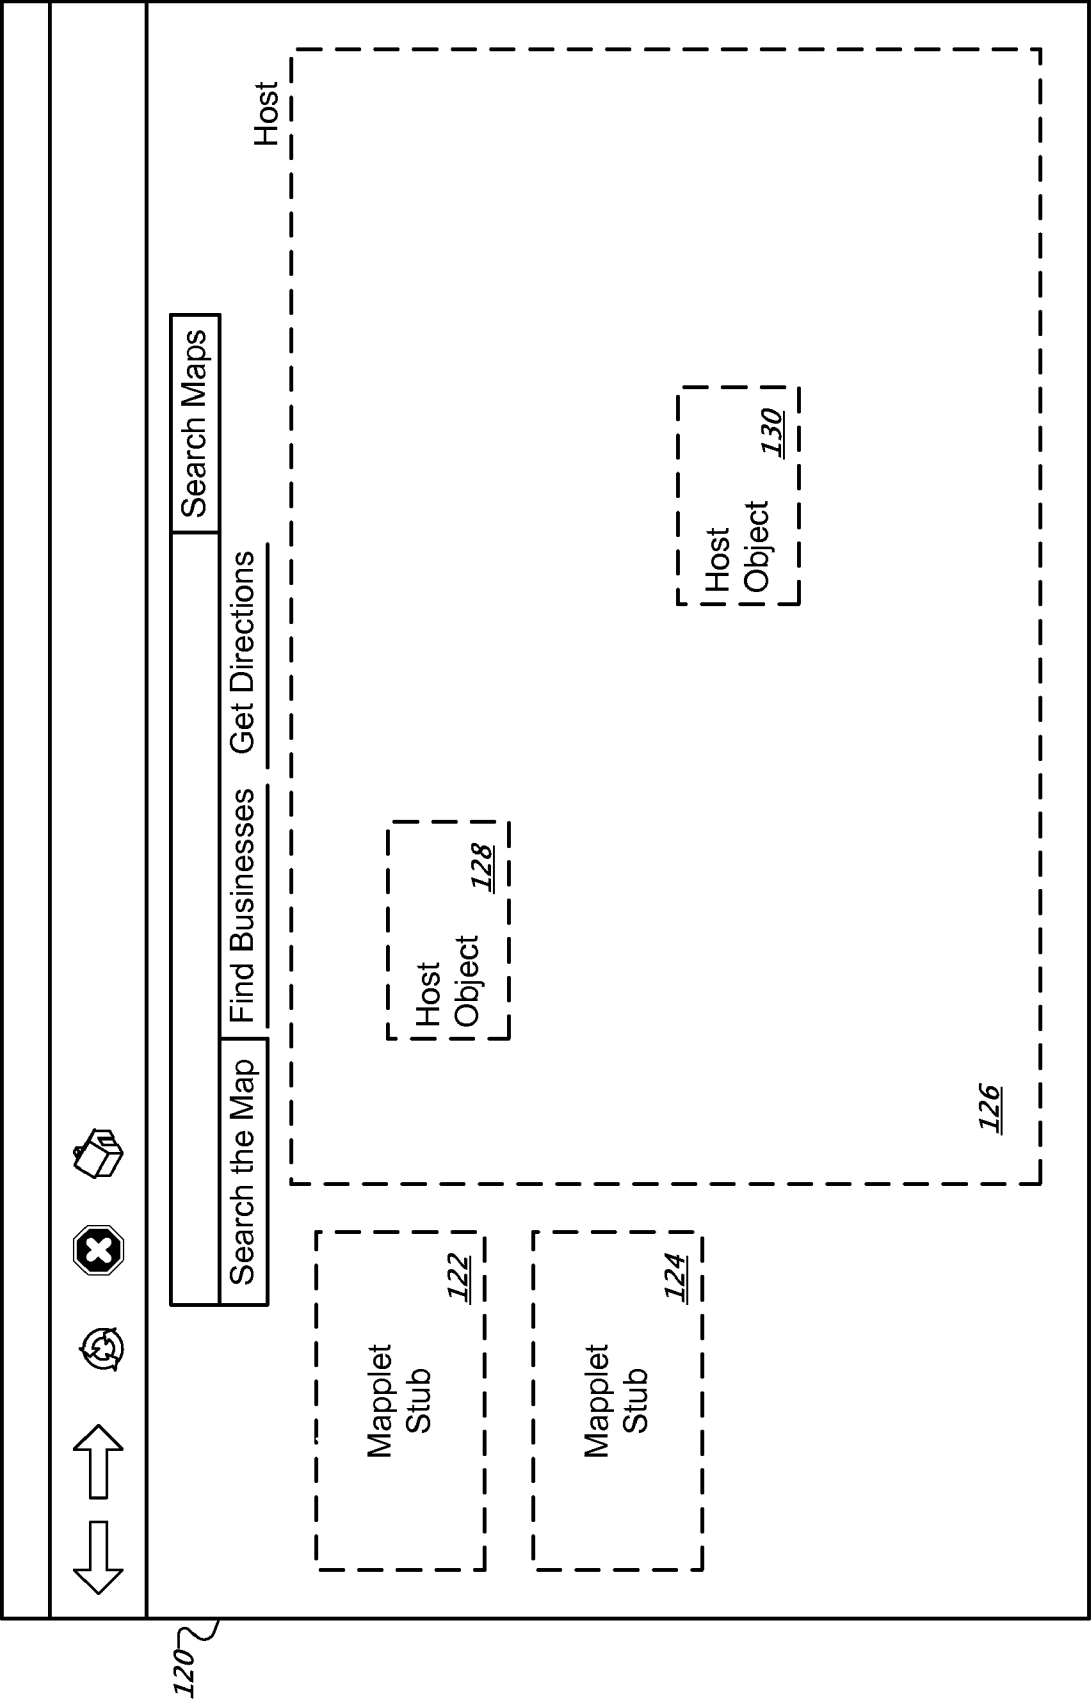 120
Search Maps
Search the Map
Find Businesses
Get Directions
Host
Mapplet
Stub
122
Mapplet
Stub
124
Host
Object
128
Host
Object
130
126